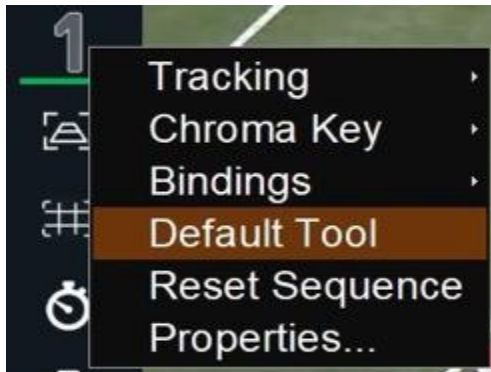 1
Tracking
Chroma Key
Bindings
Default Tool
Reset Sequence
Properties...